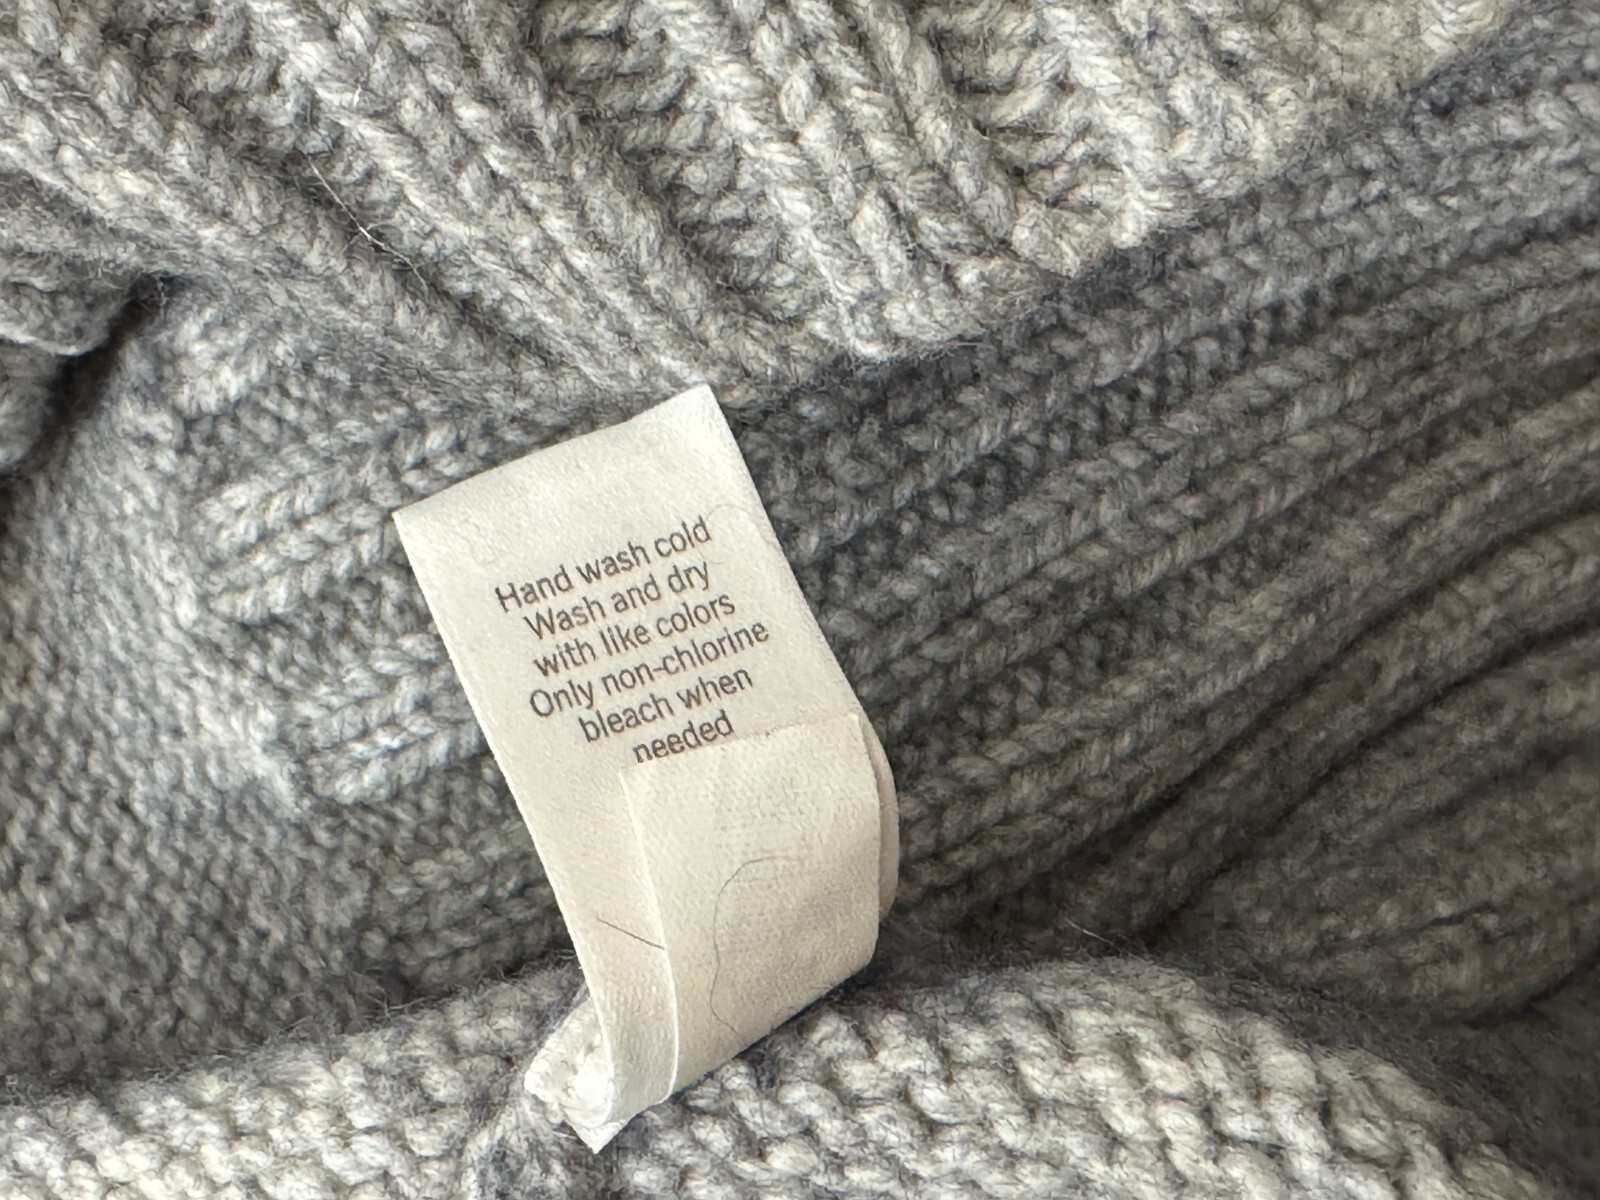 Hand wash cold
Wash and dry
with like colors
Only non-chlorine
bleach when
needed